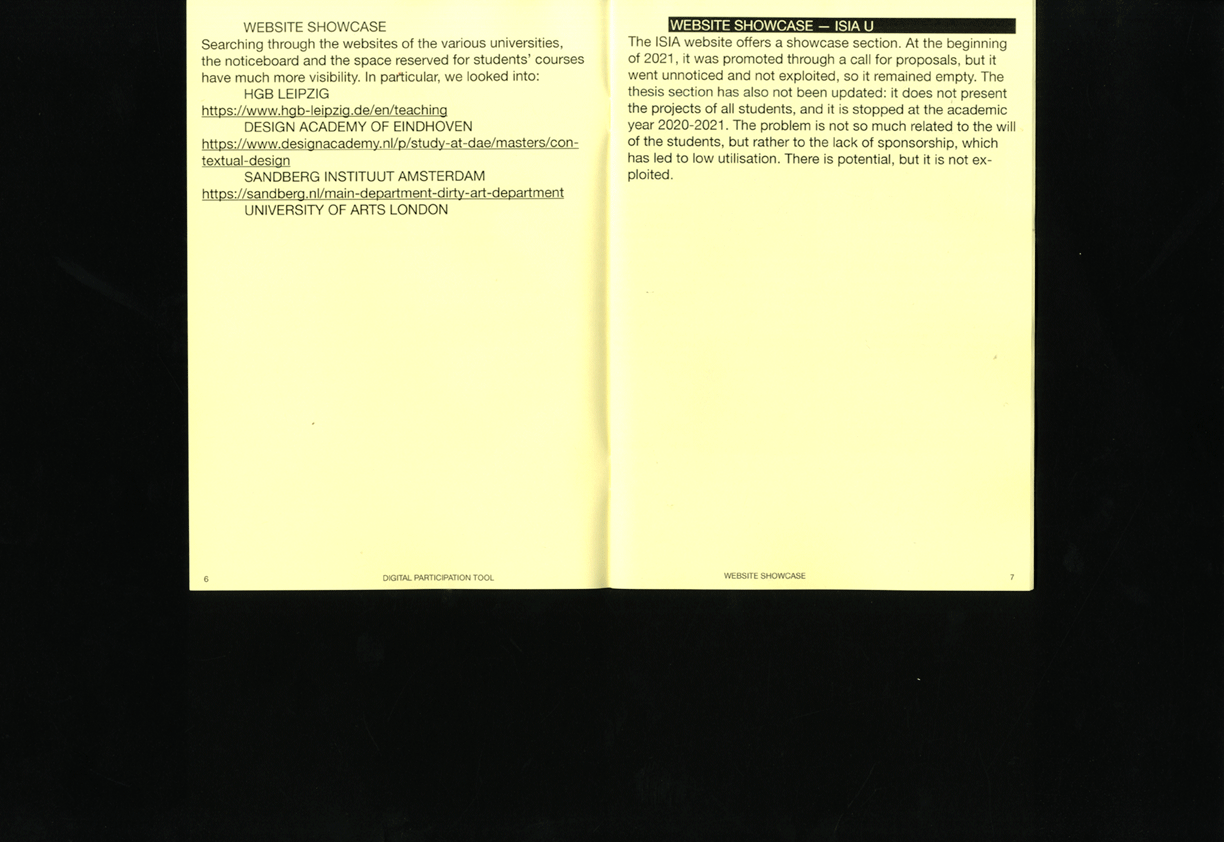 WEBSITE SHOWCASE
Searching through the websites of the various universities,
the noticeboard and the space reserved for students' courses
have much more visibility. In particular, we looked into:
HGB LEIPZIG
https://www.hgb-leipzig.de/en/teaching
DESIGN ACADEMY OF EINDHOVEN
https://www.designacademy.nl/p/study-at-dae/masters/con-
textual-design
SANDBERG INSTITUUT AMSTERDAM
https://sandberg.nl/main-department-dirty-art-department
UNIVERSITY OF ARTS LONDON
6
DIGITAL PARTICIPATION TOOL
WEBSITE SHOWCASE — ISIA U
The ISIA website offers a showcase section. At the beginning
of 2021, it was promoted through a call for proposals, but it
went unnoticed and not exploited, so it remained empty. The
thesis section has also not been updated: it does not present
the projects of all students, and it is stopped at the academic
year 2020-2021. The problem is not so much related to the will
of the students, but rather to the lack of sponsorship, which
has led to low utilisation. There is potential, but it is not ex-
ploited.
WEBSITE SHOWCASE
7